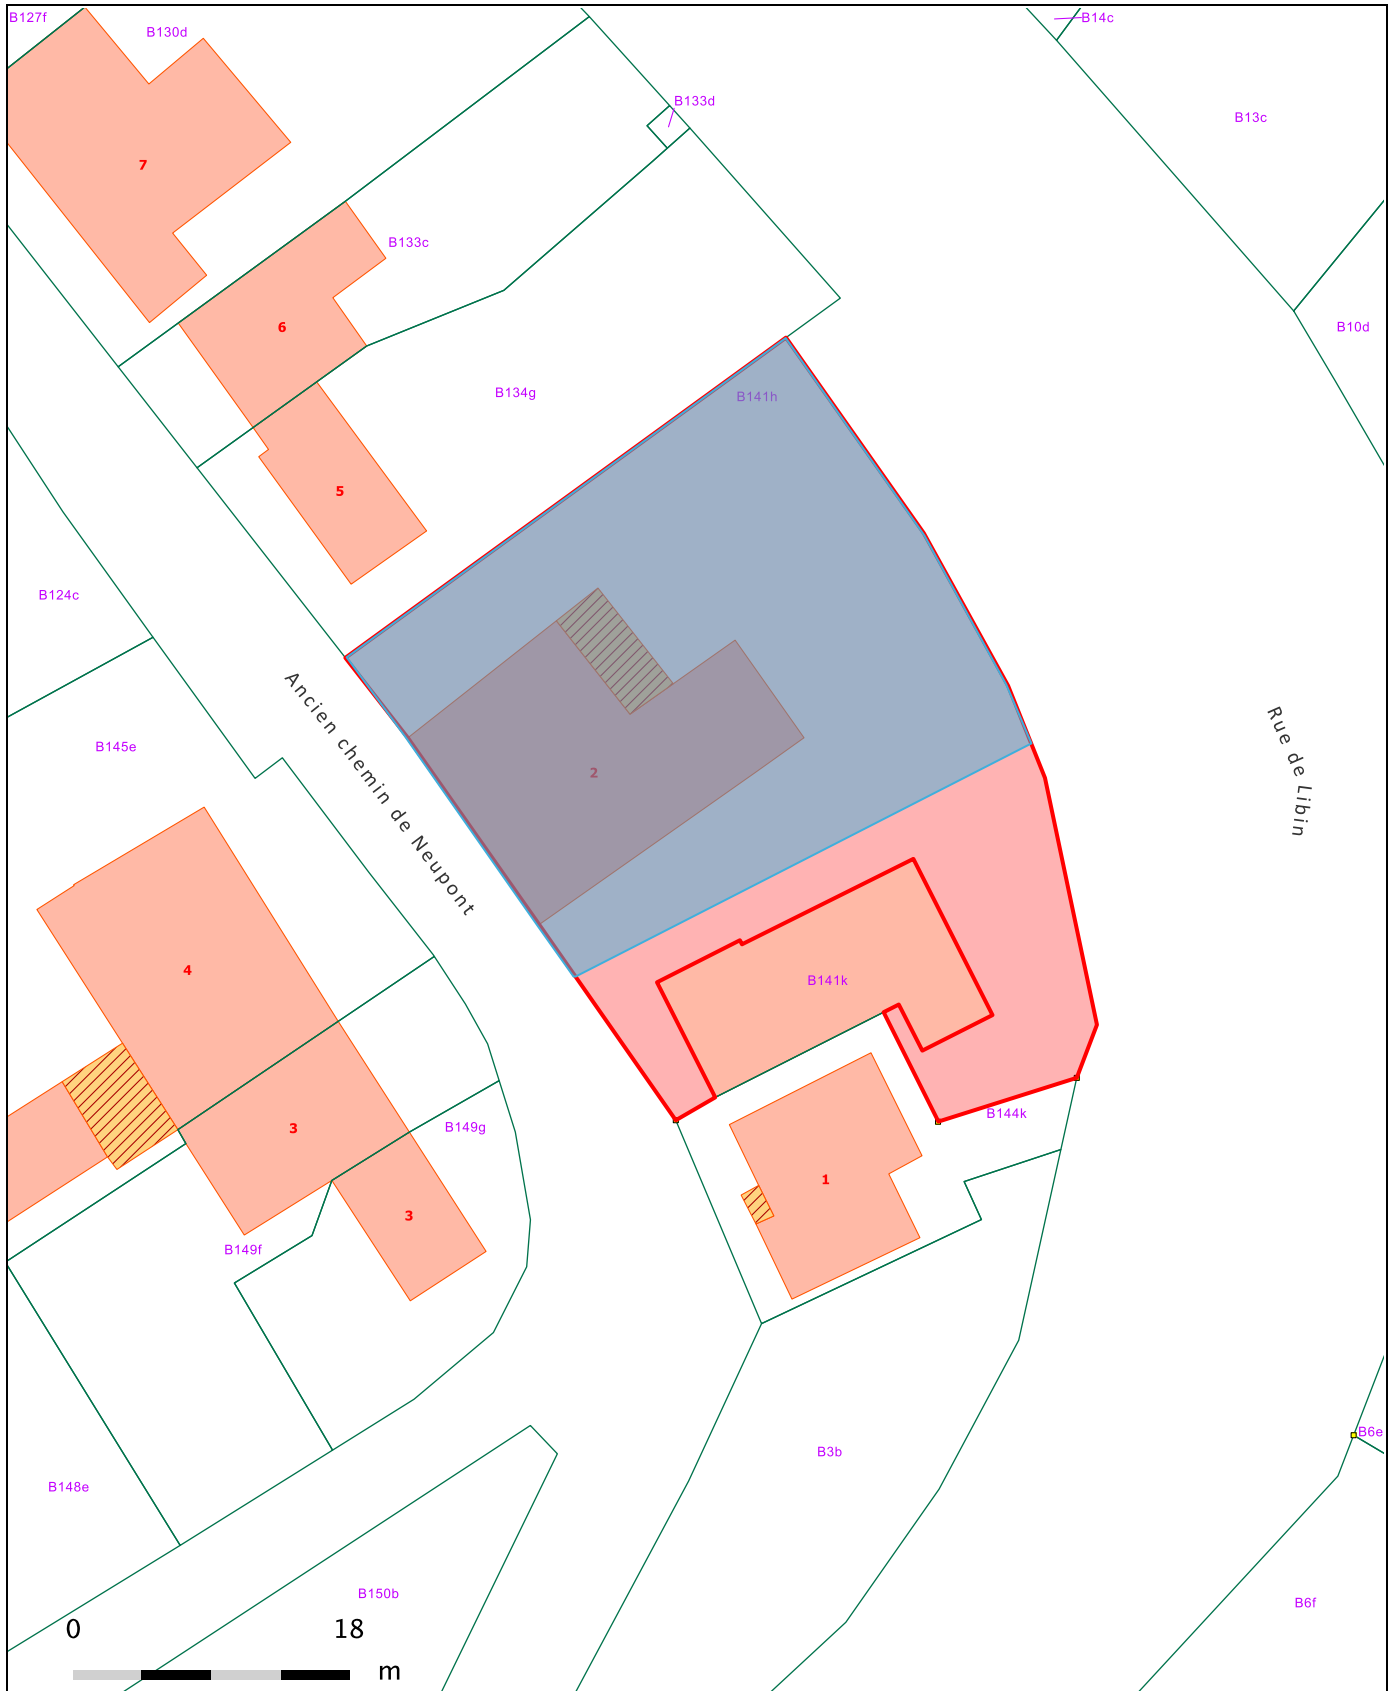 B127f
B130d
B14c
B133d
B13c
7
B133c
6
B10d
B134g
B141h
5
B124c
Ancien chemin de Neupont
Rue de Libin
B145e
2
4
B141k
B144k
3
B149g
1
3
B149f
B6e
B3b
B148e
B150b
B6f
0 18
m